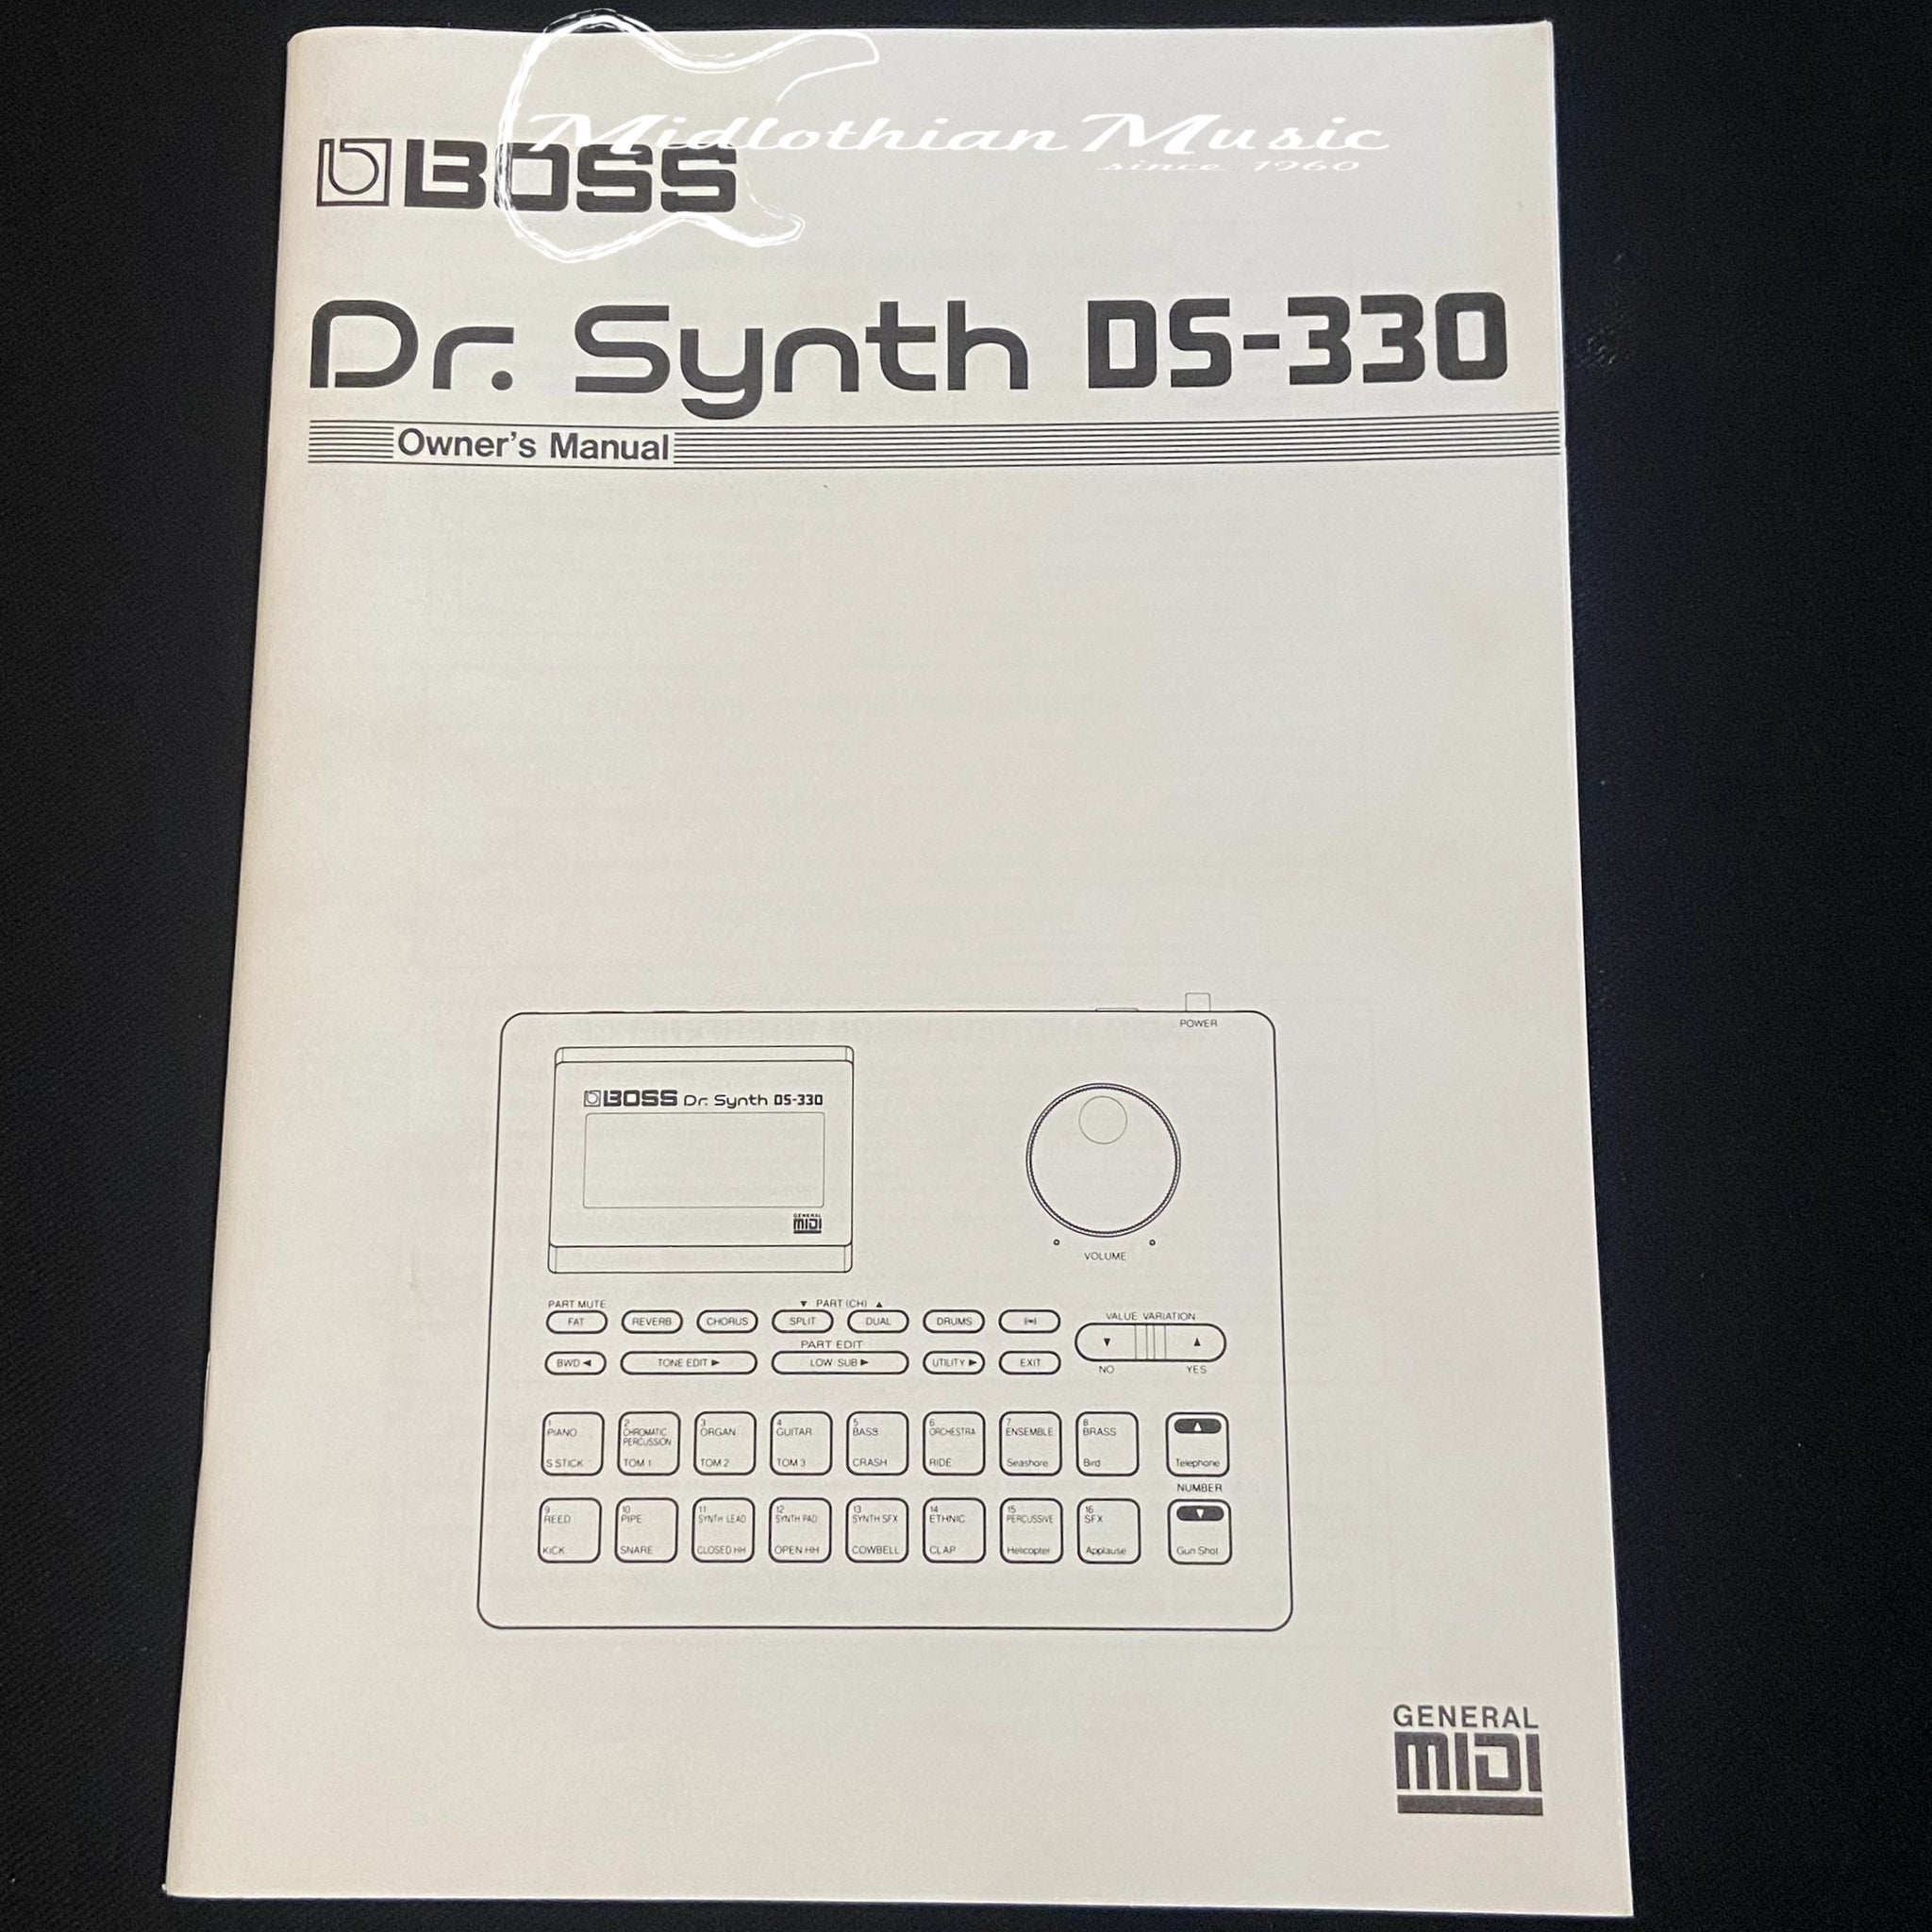 Midlothian Music
since 1960
BOSS
Dr. Synth DS-330
Owner's Manual
POWER
BOSS Dr. Synth DS-330
GENERAL
MIDI
VOLUME
PART MUTE ▼ PART (CH) ▲
FAT REVERB CHORUS SPLIT DUAL DRUMS (•)
VALUE VARIATION
▼ ▲
NO YES
PART EDIT
BWD ◄ TONE EDIT ► LOW SUB ► UTILITY ► EXIT
1 2 3 4 5 6 7 8
PIANO CHROMATIC PERCUSSION ORGAN GUITAR BASS ORCHESTRA ENSEMBLE BRASS ▲
S STICK TOM 1 TOM 2 TOM 3 CRASH RIDE Seashore Bird Telephone
NUMBER
9 10 11 12 13 14 15 16
REED PIPE SYNTH LEAD SYNTH PAD SYNTH SFX ETHNIC PERCUSSIVE SFX ▼
KICK SNARE CLOSED HH OPEN HH COWBELL CLAP Helicopter Applause Gun Shot
GENERAL
MIDI